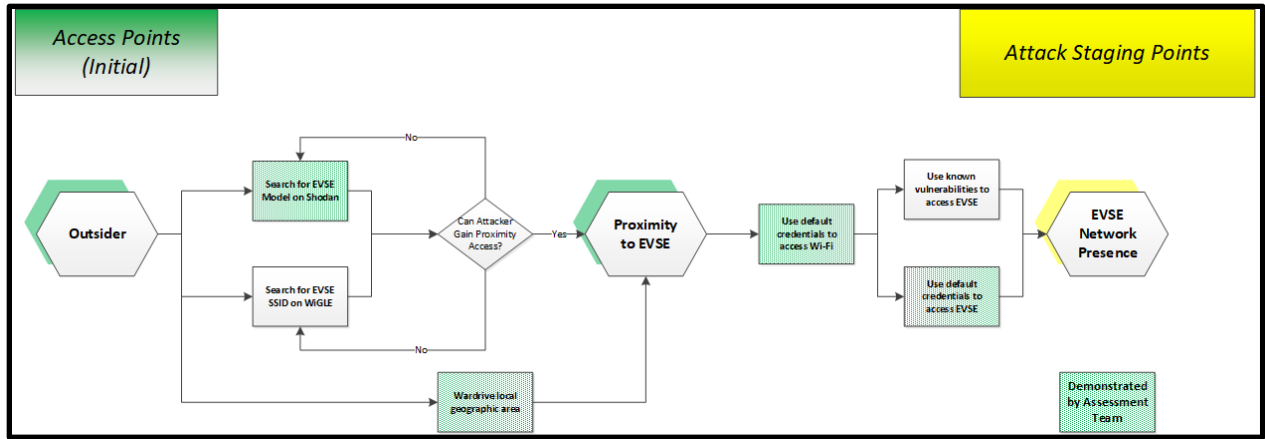 Access Points
(Initial)
Attack Staging Points
No
Search for EVSE
Model on Shodan
Use known
vulnerabilities to
access EVSE
Outsider
Can Attacker
Gain Proximity
Access?
Yes
Proximity
to EVSE
Use default
credentials to
access Wi-Fi
EVSE
Network
Presence
Search for EVSE
SSID on WiGLE
Use default
credentials to
access EVSE
No
Wardrive local
geographic area
Demonstrated
by Assessment
Team